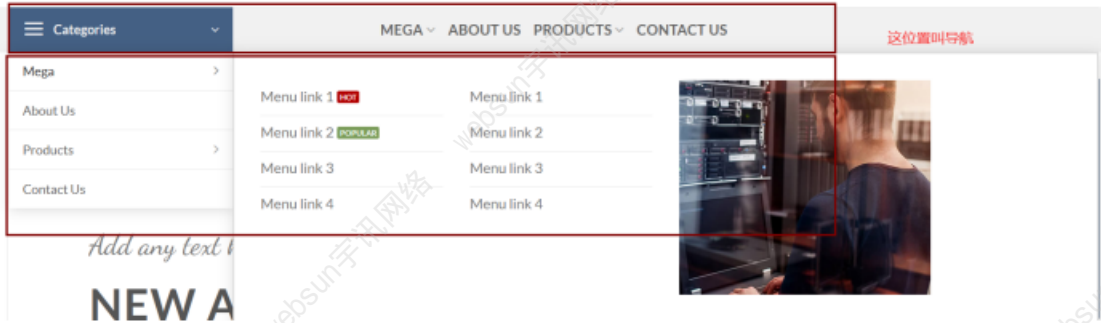 Categories
MEGA ABOUT US PRODUCTS CONTACT US
这位置叫导航
Mega
About Us
Products
Contact Us
Menu link 1 HOT
Menu link 2 POPULAR
Menu link 3
Menu link 4
Menu link 1
Menu link 2
Menu link 3
Menu link 4
Add any text
NEW A
websun宇讯网络
websun宇讯网络